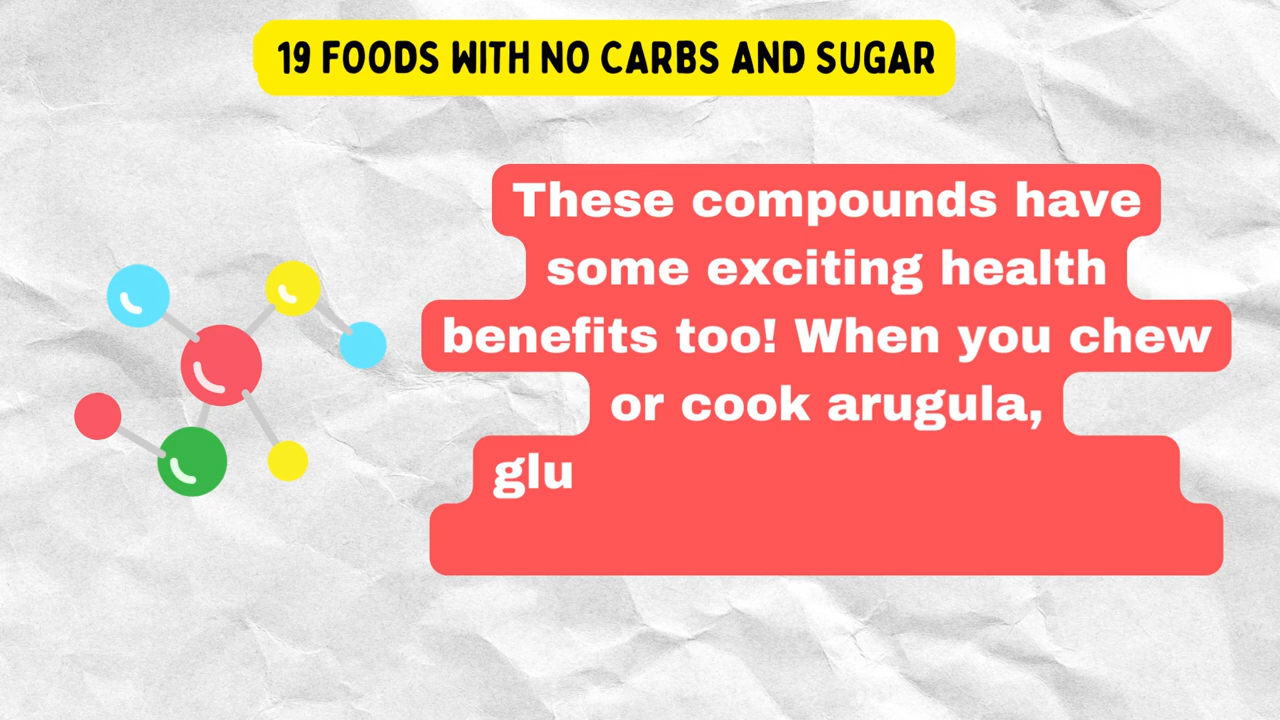 19 FOODS WITH NO CARBS AND SUGAR
These compounds have
some exciting health
benefits too! When you chew
or cook arugula,
glu